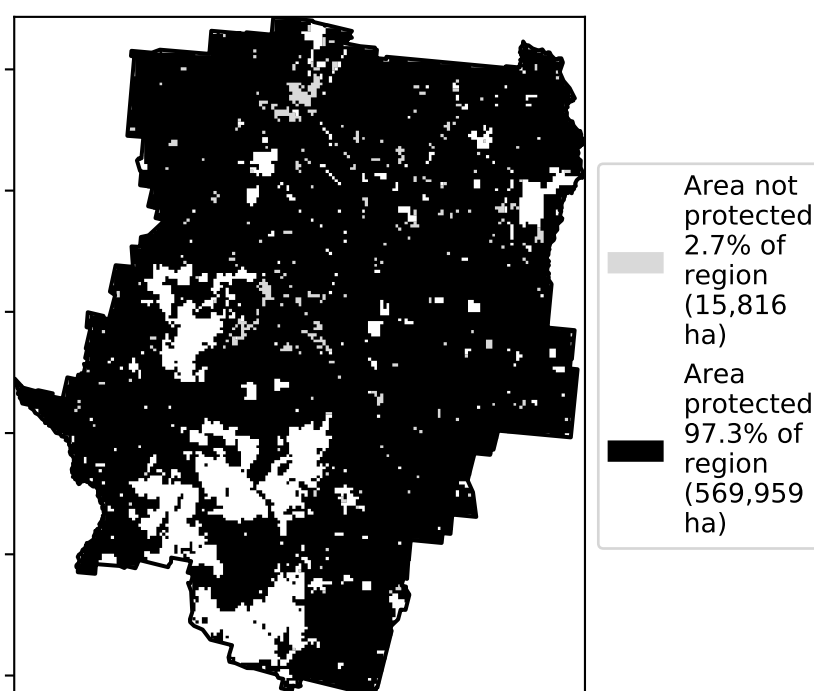 Area not
protected
2.7% of
region
(15,816
ha)
Area
protected
97.3% of
region
(569,959
ha)